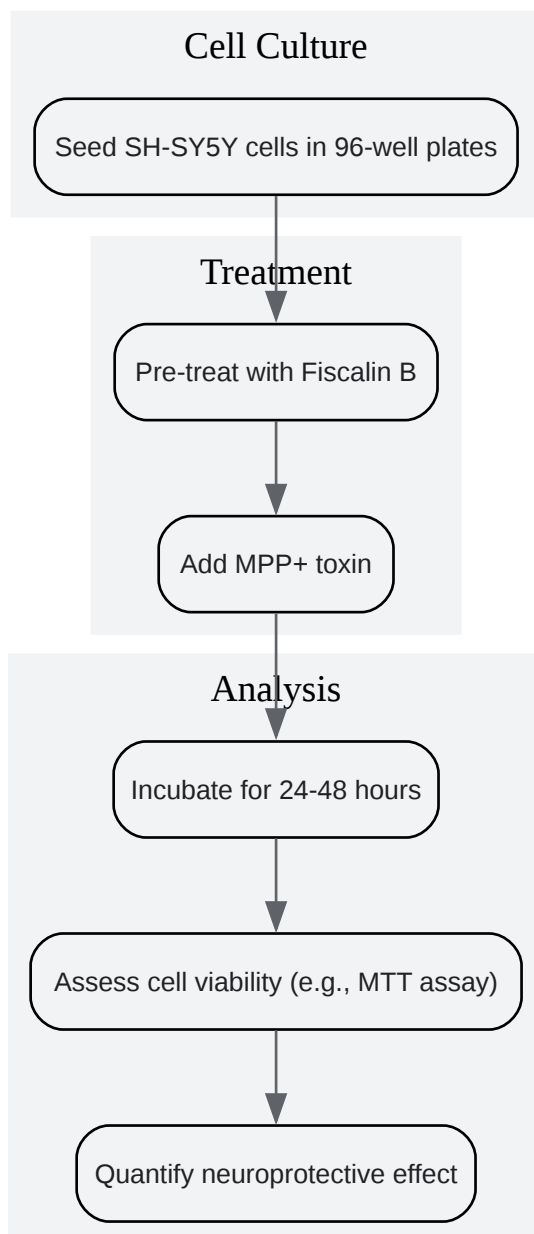 Cell Culture
Seed SH-SY5Y cells in 96-well plates
Treatment
Pre-treat with Fiscalin B
Add MPP+ toxin
Analysis
Incubate for 24-48 hours
Assess cell viability (e.g., MTT assay)
Quantify neuroprotective effect